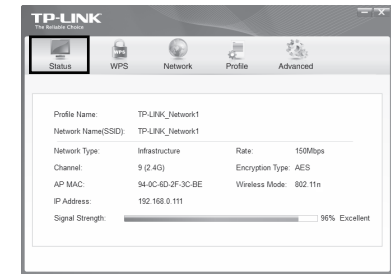 TP-LINK
The Reliable Choice
Status WPS Network Profile Advanced
Profile Name: TP-LINK_Network1
Network Name(SSID): TP-LINK_Network1
Network Type: Infrastructure Rate: 150Mbps
Channel: 9 (2.4G) Encryption Type: AES
AP MAC: 94-0C-6D-2F-3C-BE Wireless Mode: 802.11n
IP Address: 192.168.0.111
Signal Strength: 96% Excellent